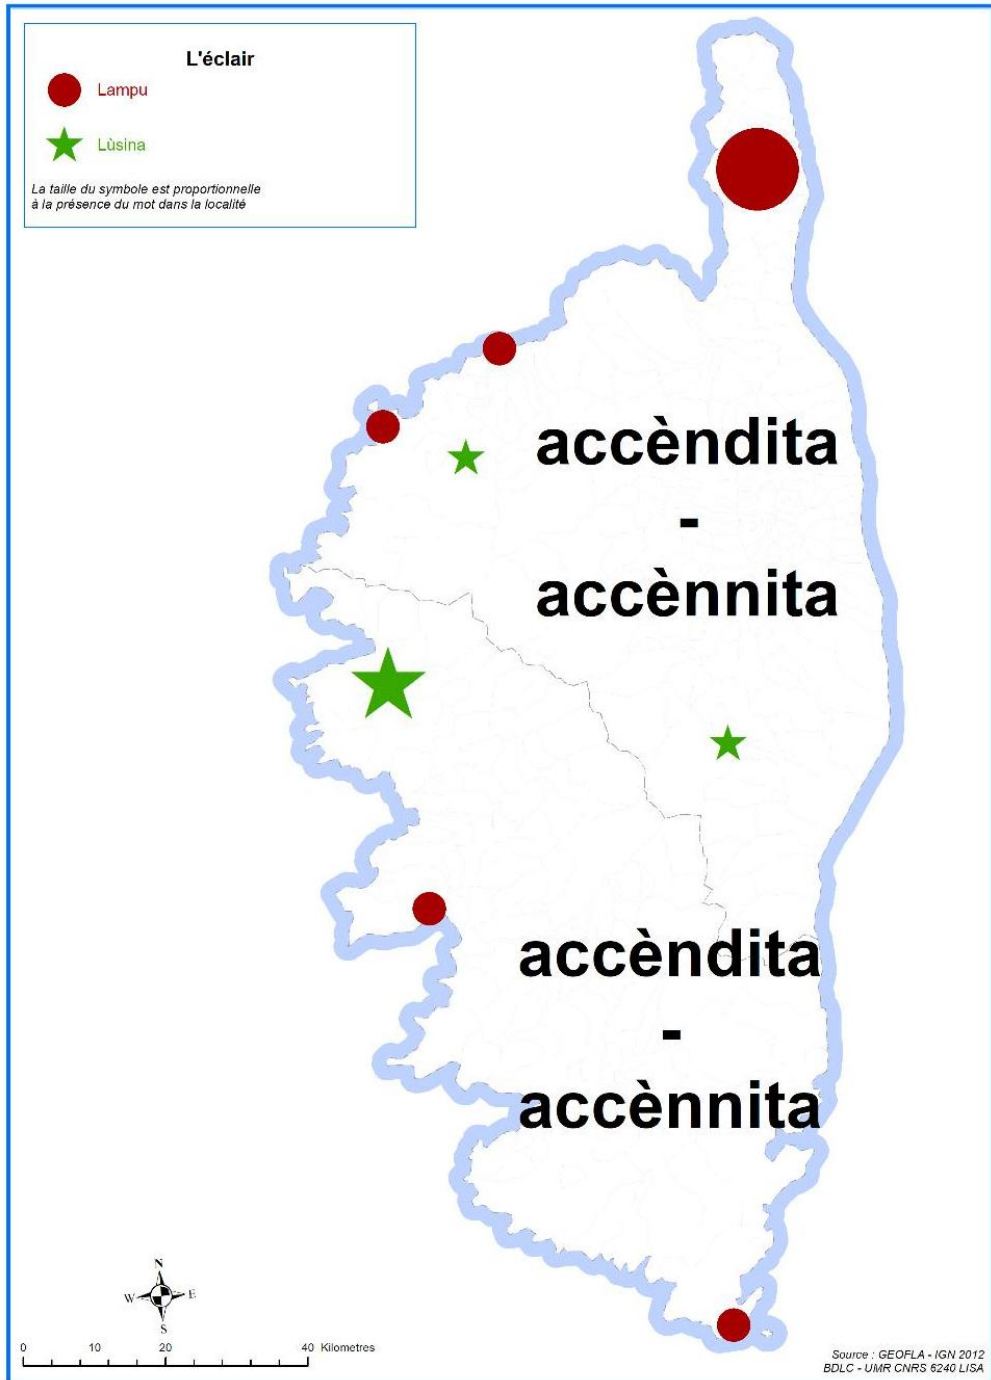 L'éclair
Lampu
Lùsina
La taille du symbole est proportionnelle
à la présence du mot dans la localité
accèndita
-
accènnita
accèndita
-
accènnita
N
W E
S
0 10 20 40 Kilometres
Source : GEOFLA - IGN 2012
BDLC - UMR CNRS 6240 LISA